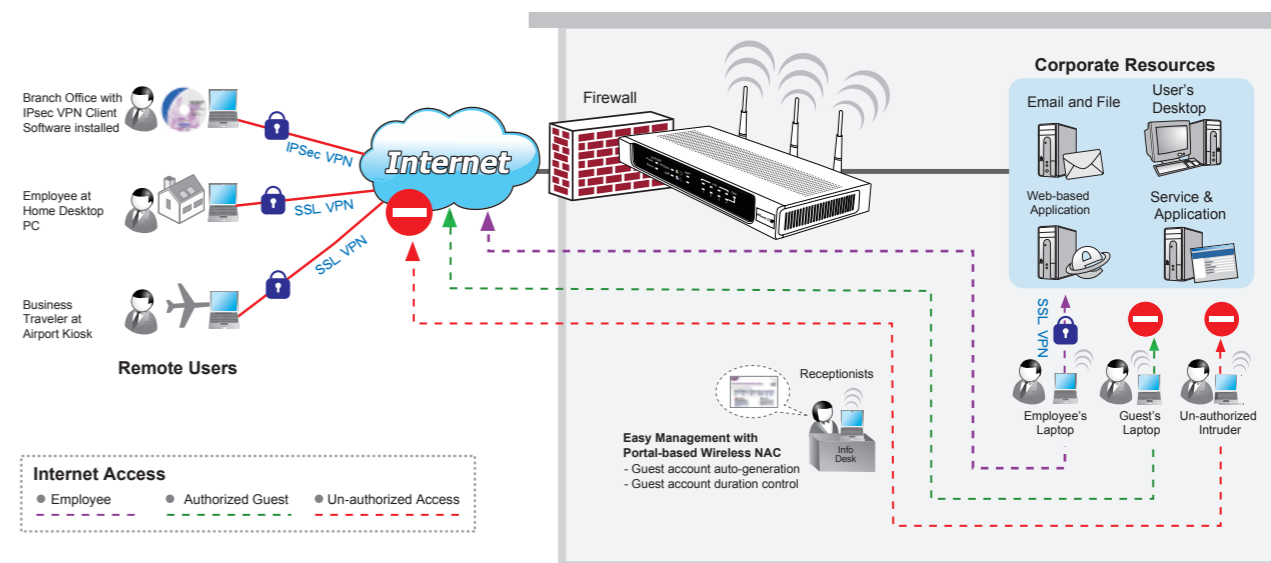 Branch Office with
IPsec VPN Client
Software installed
IPSec VPN
Employee at
Home Desktop
PC
SSL VPN
Business
Traveler at
Airport Kiosk
SSL VPN
Remote Users
Internet
Firewall
Corporate Resources
Email and File
User's
Desktop
Web-based
Application
Service &
Application
SSL VPN
Employee's
Laptop
Guest's
Laptop
Un-authorized
Intruder
Receptionists
Info
Desk
Easy Management with
Portal-based Wireless NAC
- Guest account auto-generation
- Guest account duration control
Internet Access
Employee
Authorized Guest
Un-authorized Access